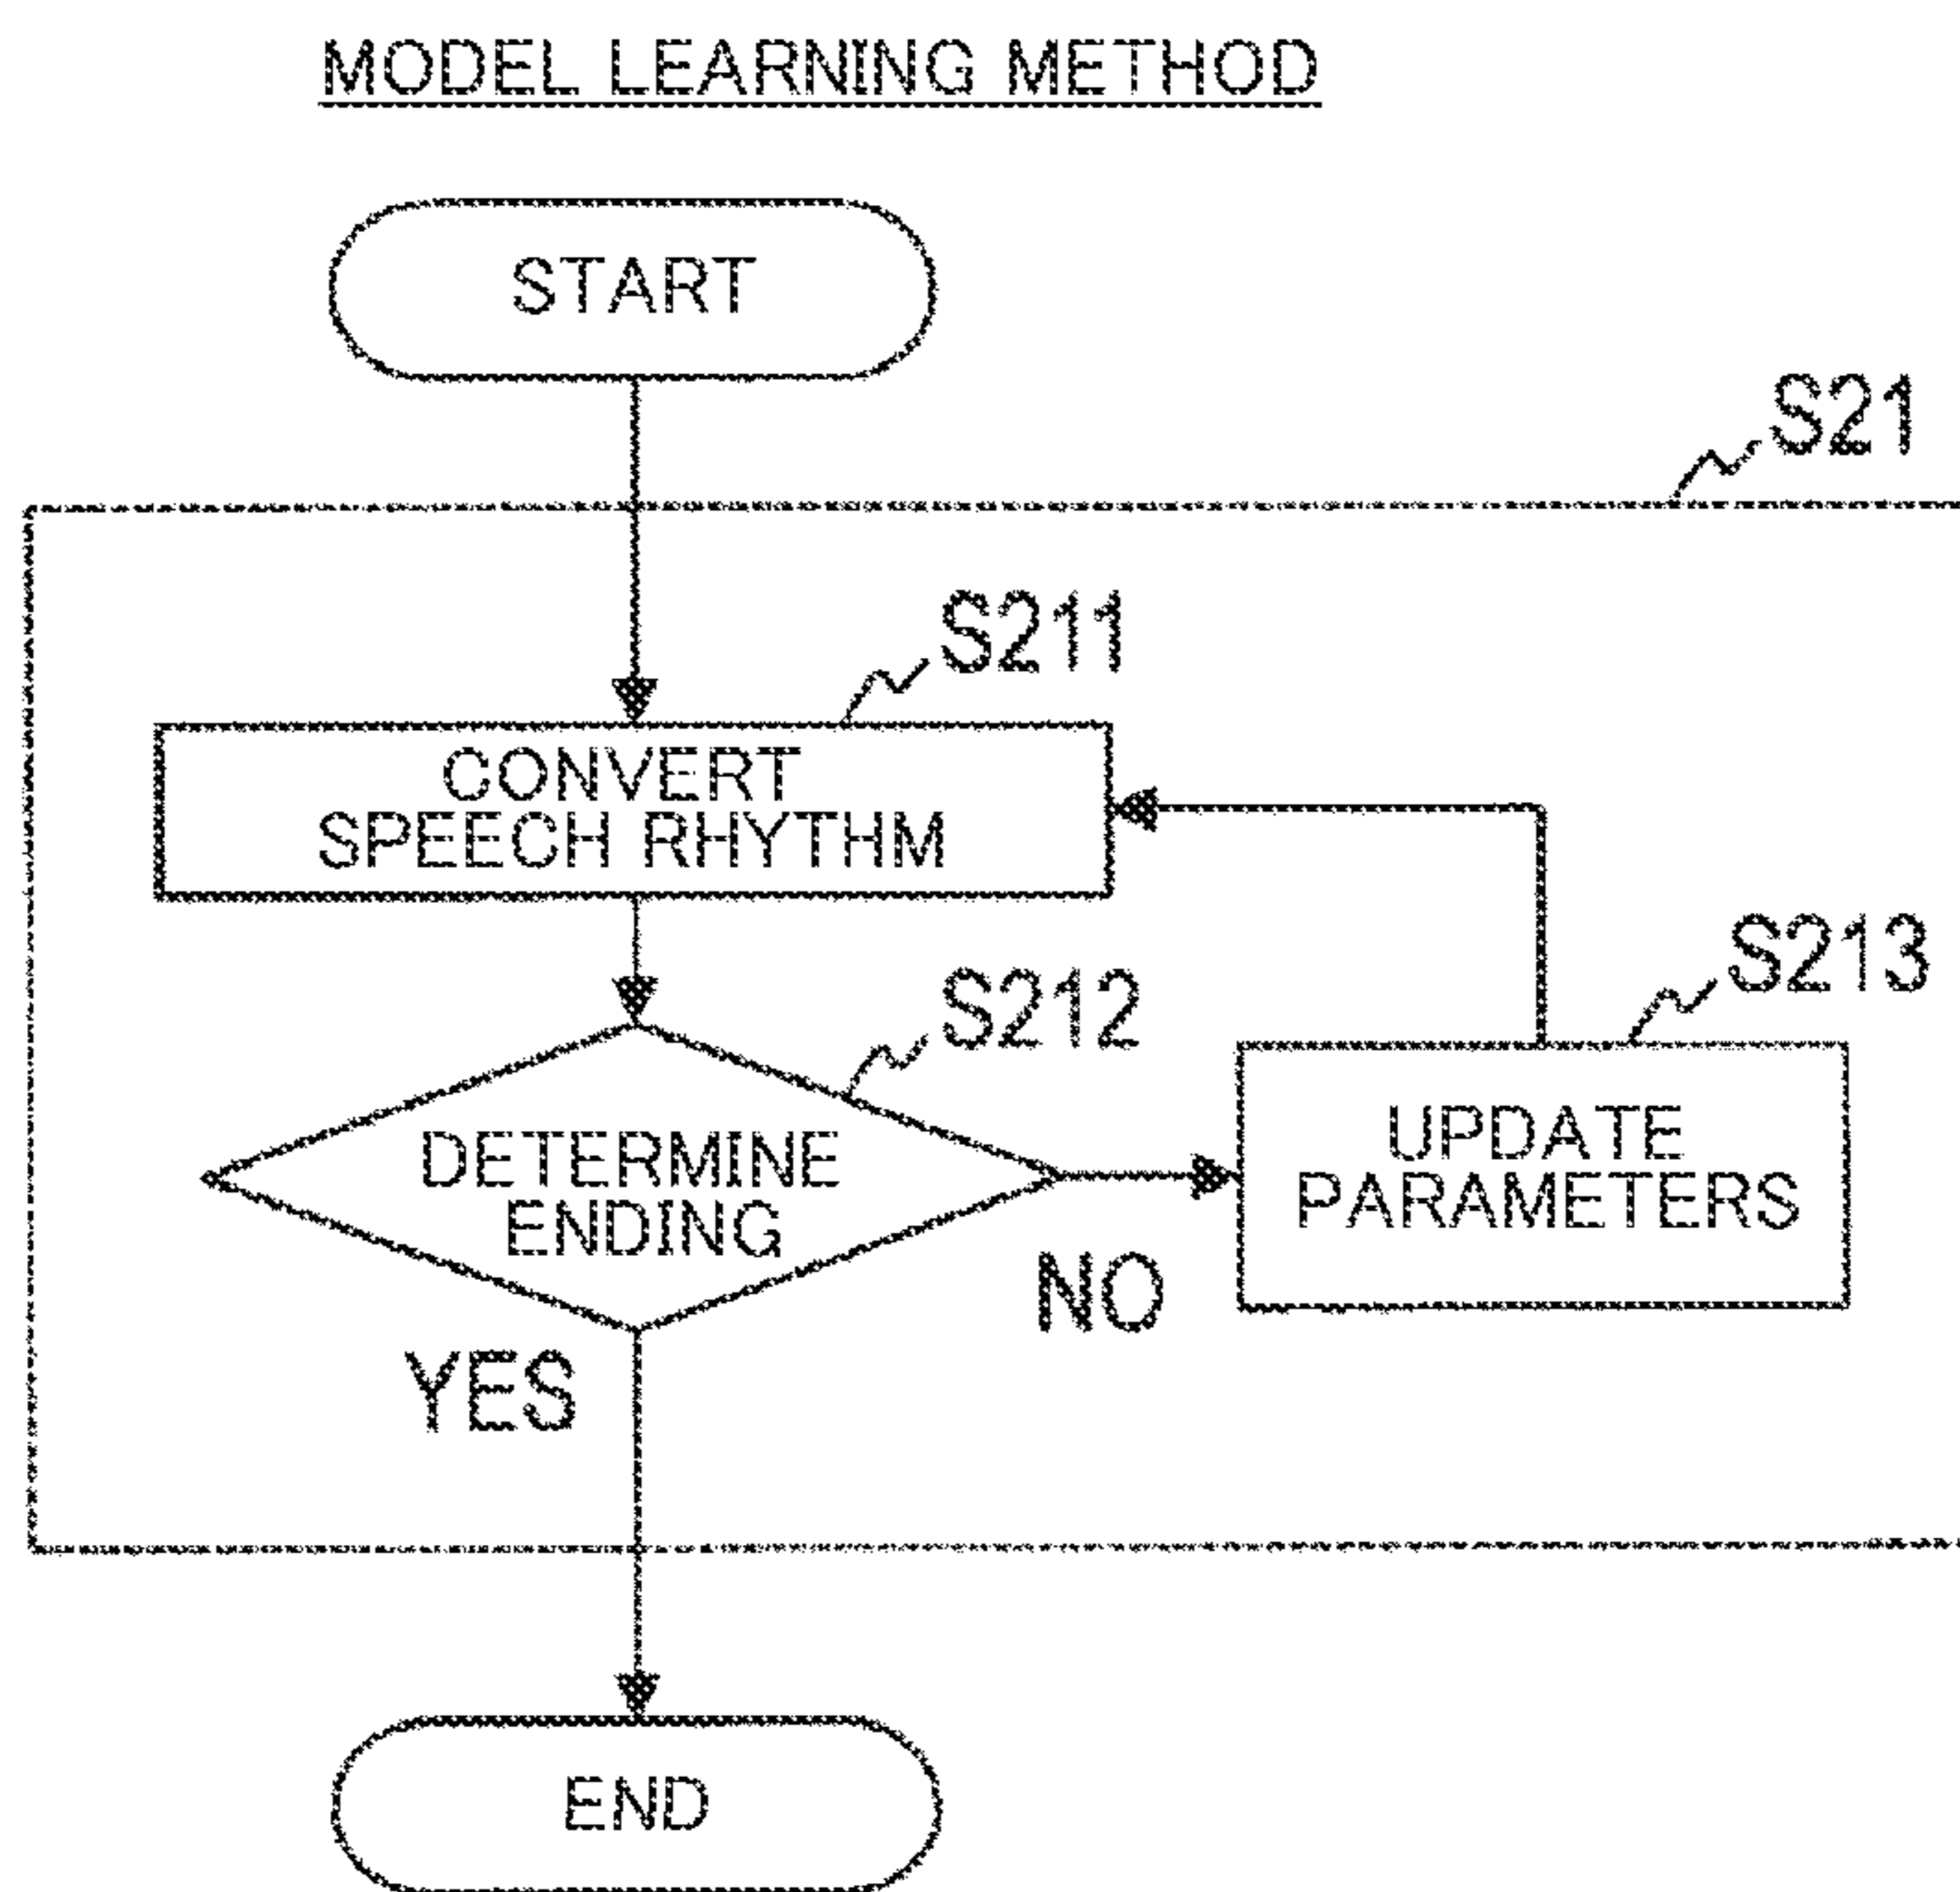 MODEL LEARNING METHOD
START
S21
S211
CONVERT
SPEECH RHYTHM
S212
S213
DETERMINE
ENDING
UPDATE
PARAMETERS
NO
YES
END